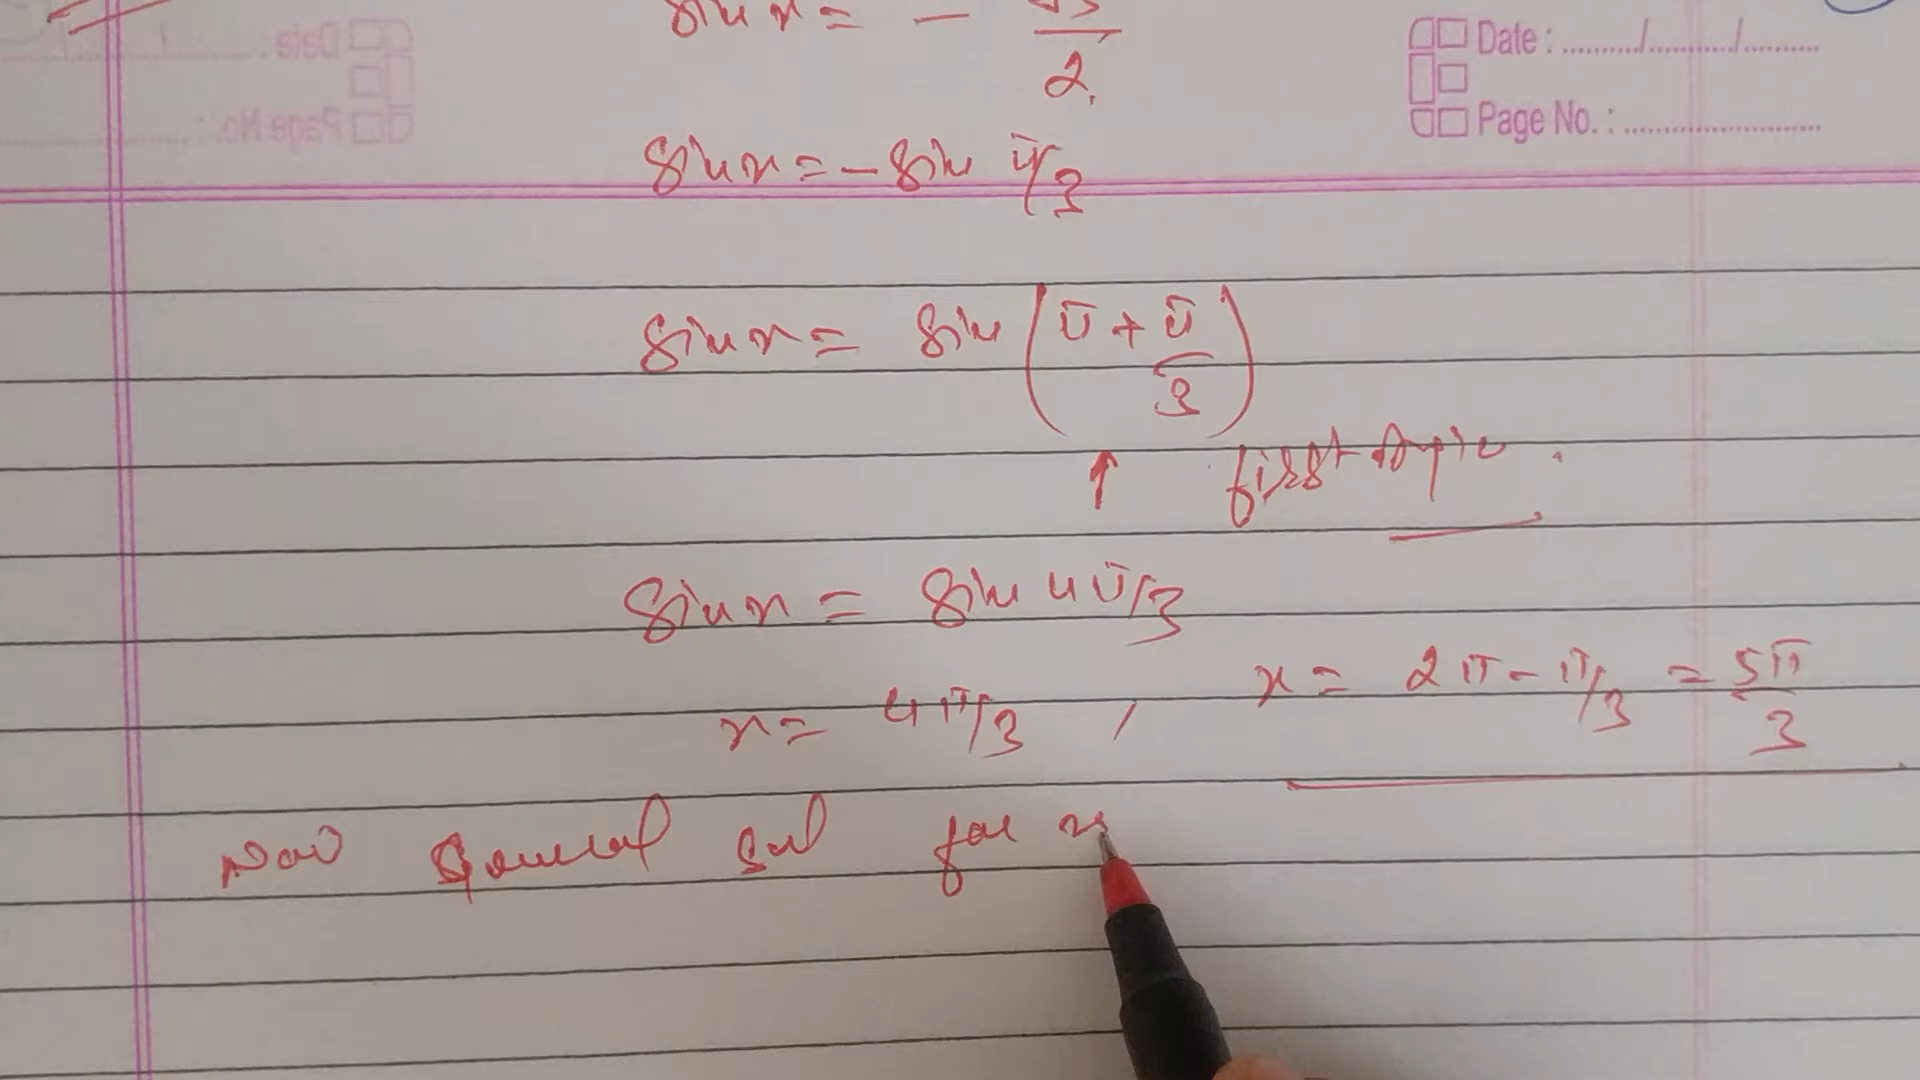 sin x = - √3/2
Date : ........../........../..........
Page No. : ..............................
sin x = - sin π/3
sin x = sin (π + π/3)
↑ first Angle .
sin x = sin 4π/3
x = 4π/3 , x = 2π - π/3 = 5π/3
Now General sol for x